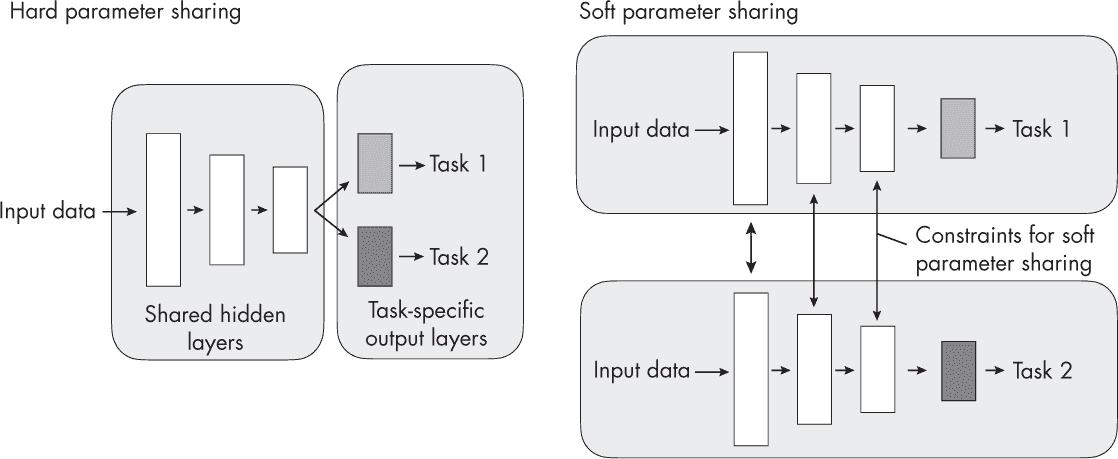 Hard parameter sharing
Input data
Shared hidden
layers
Task 1
Task 2
Task-specific
output layers
Soft parameter sharing
Input data
Task 1
Constraints for soft
parameter sharing
Input data
Task 2